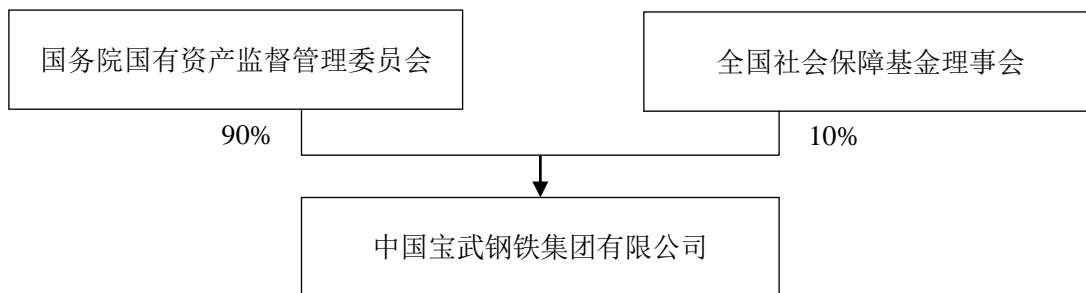 国务院国有资产监督管理委员会
全国社会保障基金理事会
90%
10%
中国宝武钢铁集团有限公司